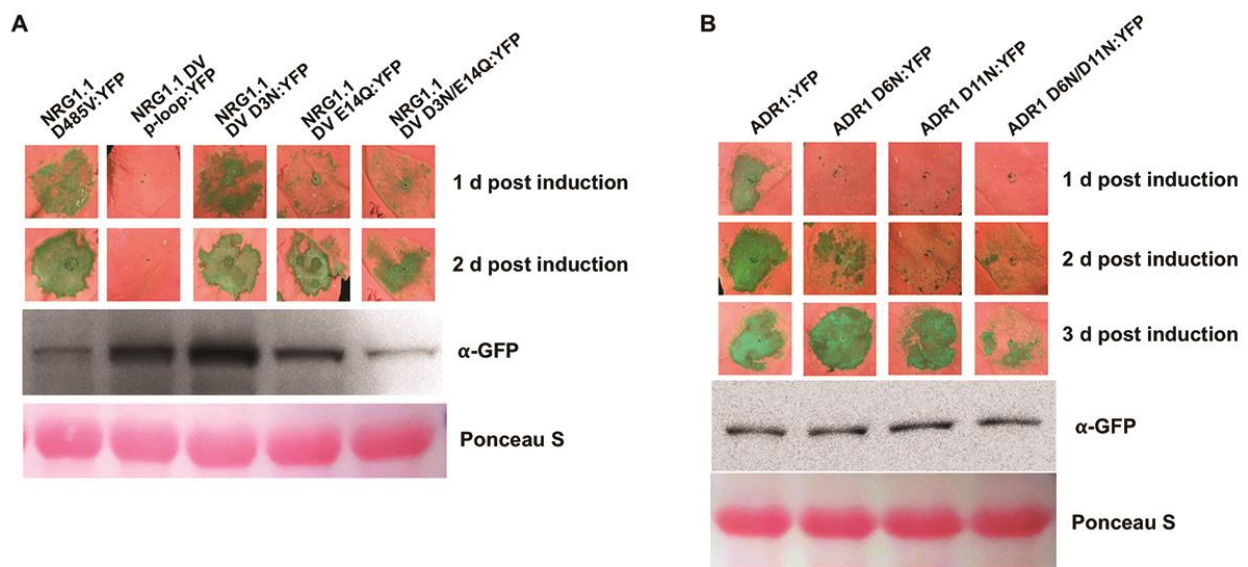 A
NRG1.1
D485V:YFP
NRG1.1 DV
p-loop:YFP
NRG1.1
DV D3N:YFP
NRG1.1
DV E14Q:YFP
NRG1.1
DV D3N/E14Q:YFP
1 d post induction
2 d post induction
α-GFP
Ponceau S
B
ADR1:YFP
ADR1 D6N:YFP
ADR1 D11N:YFP
ADR1 D6N/D11N:YFP
1 d post induction
2 d post induction
3 d post induction
α-GFP
Ponceau S